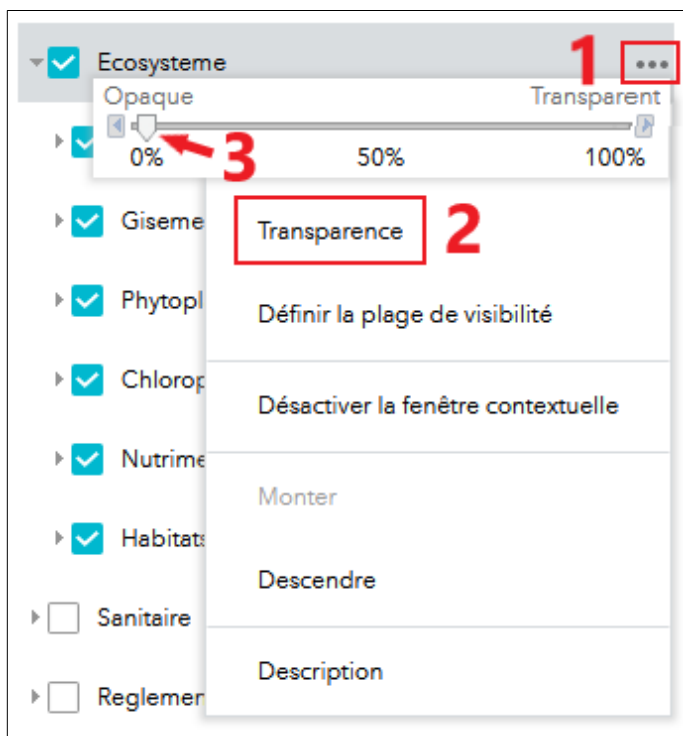 Ecosysteme 1
Opaque Transparent
3
0% 50% 100%
Giseme
Transparence 2
Phytopl
Définir la plage de visibilité
Chlorop
Désactiver la fenêtre contextuelle
Nutrime
Monter
Habitats
Descendre
Sanitaire
Description
Reglemen